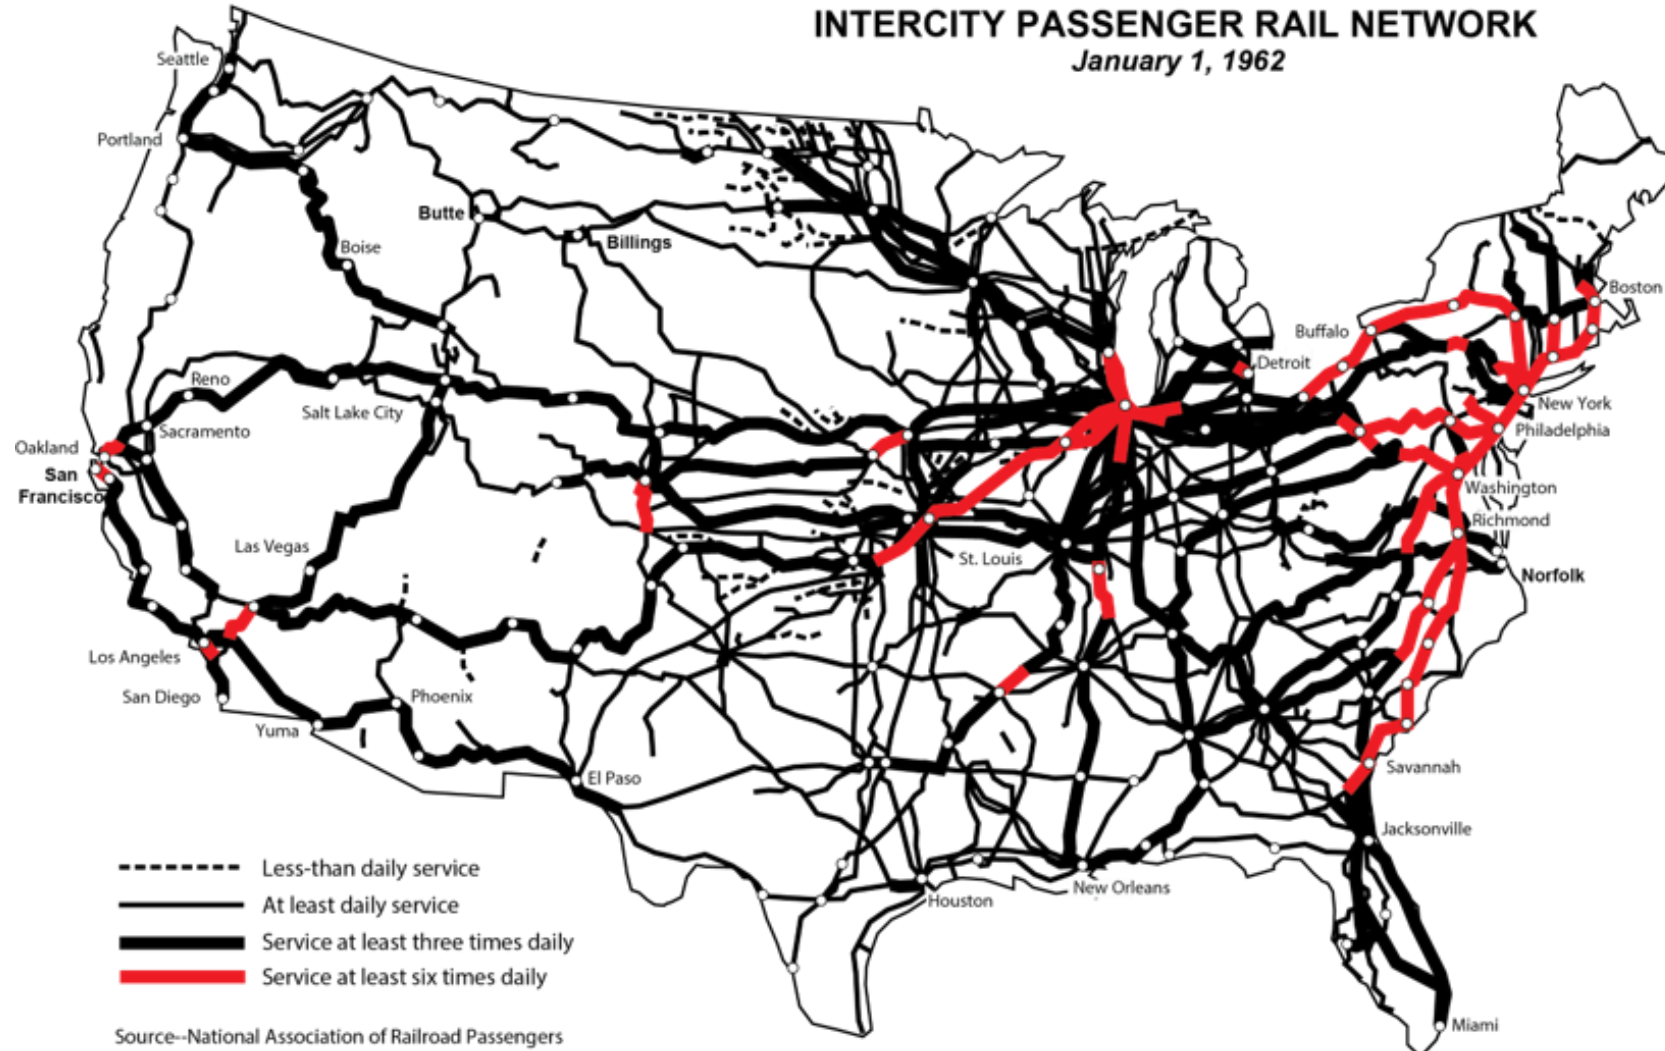 INTERCITY PASSENGER RAIL NETWORK
January 1, 1962
Seattle
Portland
Butte
Billings
Boise
Boston
Buffalo
Detroit
Reno
Salt Lake City
New York
Sacramento
Philadelphia
Oakland
San
Francisco
Washington
Richmond
Las Vegas
St. Louis
Norfolk
Los Angeles
San Diego
Phoenix
Yuma
El Paso
Savannah
Jacksonville
New Orleans
Houston
Miami
Less-than daily service
At least daily service
Service at least three times daily
Service at least six times daily
Source--National Association of Railroad Passengers